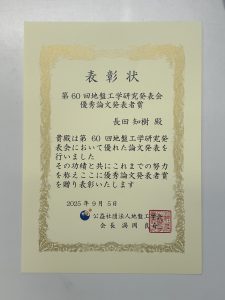 表彰状
第60回地盤工学研究発表会
優秀論文発表者賞
長田知樹 殿
貴殿は第60回地盤工学研究発
表会において優れた論文発表を
行いました
その功績と共にこれまでの努力
を称えここに優秀論文発表者賞
を贈り表彰いたします
2025年9月5日
公益社団法人地盤工学会
会長